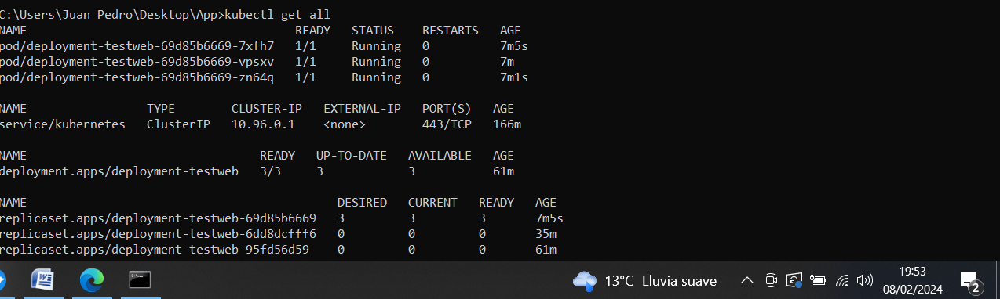 C:\Users\Juan Pedro\Desktop\App>kubectl get all
NAME READY STATUS RESTARTS AGE
pod/deployment-testweb-69d85b6669-7xfh7 1/1 Running 0 7m5s
pod/deployment-testweb-69d85b6669-vpsxv 1/1 Running 0 7m
pod/deployment-testweb-69d85b6669-zn64q 1/1 Running 0 7m1s
NAME TYPE CLUSTER-IP EXTERNAL-IP PORT(S) AGE
service/kubernetes ClusterIP 10.96.0.1 <none> 443/TCP 166m
NAME READY UP-TO-DATE AVAILABLE AGE
deployment.apps/deployment-testweb 3/3 3 3 61m
NAME DESIRED CURRENT READY AGE
replicaset.apps/deployment-testweb-69d85b6669 3 3 3 7m5s
replicaset.apps/deployment-testweb-6dd8dcfff6 0 0 0 35m
replicaset.apps/deployment-testweb-95fd56d59 0 0 0 61m
W 13°C Lluvia suave 19:53
08/02/2024 2